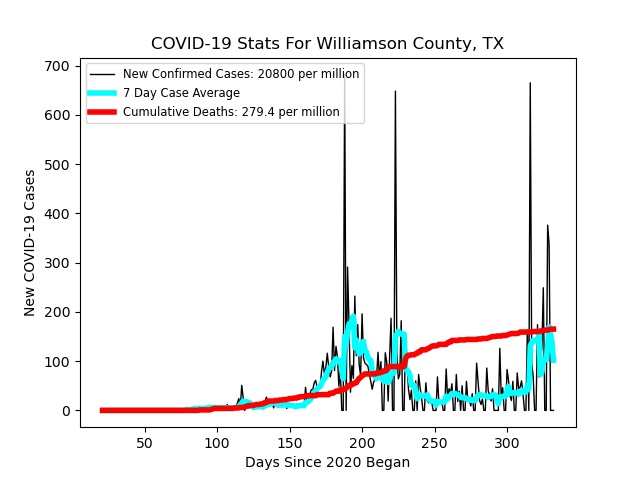 COVID-19 Stats For Williamson County, TX
New Confirmed Cases: 20800 per million
7 Day Case Average
Cumulative Deaths: 279.4 per million
New COVID-19 Cases
700
600
500
400
300
200
100
0
50
100
150
200
250
300
Days Since 2020 Began